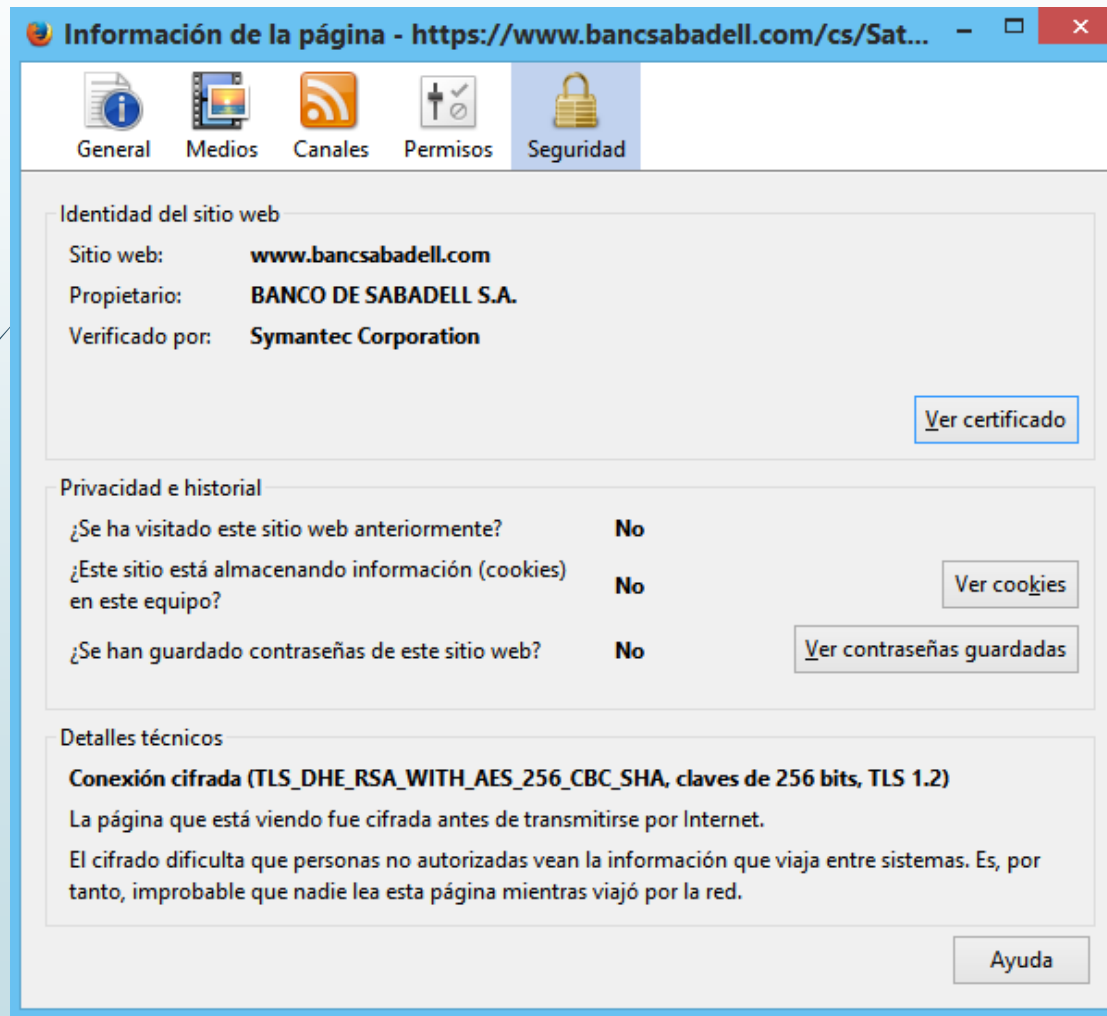 Información de la página - https://www.bancsabadell.com/cs/Sat...
General Medios Canales Permisos Seguridad
Identidad del sitio web
Sitio web: www.bancsabadell.com
Propietario: BANCO DE SABADELL S.A.
Verificado por: Symantec Corporation
Ver certificado
Privacidad e historial
¿Se ha visitado este sitio web anteriormente? No
¿Este sitio está almacenando información (cookies)
en este equipo? No Ver cookies
¿Se han guardado contraseñas de este sitio web? No Ver contraseñas guardadas
Detalles técnicos
Conexión cifrada (TLS_DHE_RSA_WITH_AES_256_CBC_SHA, claves de 256 bits, TLS 1.2)
La página que está viendo fue cifrada antes de transmitirse por Internet.
El cifrado dificulta que personas no autorizadas vean la información que viaja entre sistemas. Es, por
tanto, improbable que nadie lea esta página mientras viajó por la red.
Ayuda